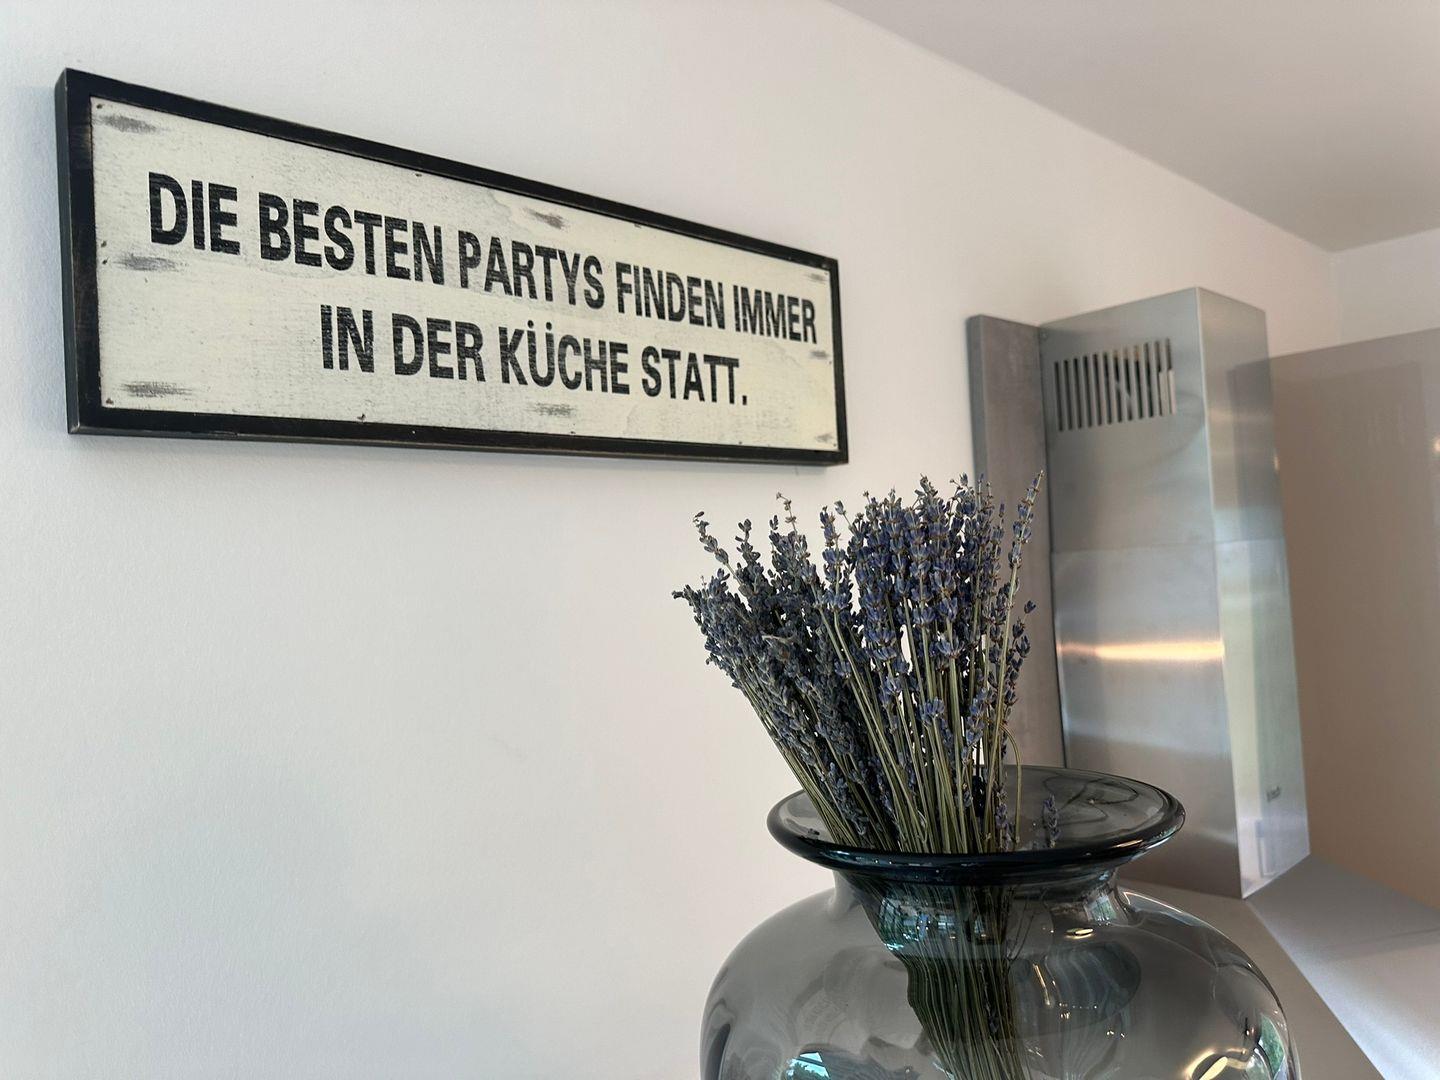 DIE BESTEN PARTYS FINDEN IMMER
IN DER KÜCHE STATT.